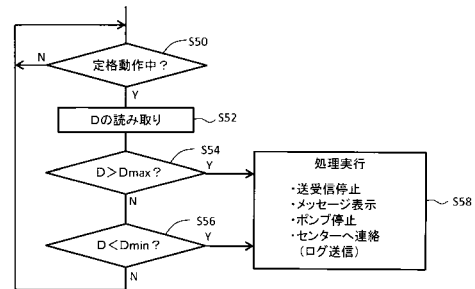 S50
N
定格動作中？
Y
Dの読み取り
S52
S54
D＞Dmax？
Y
N
S56
D＜Dmin？
Y
N
処理実行
・送受信停止
・メッセージ表示
・ポンプ停止
・センターへ連絡
（ログ送信）
S58